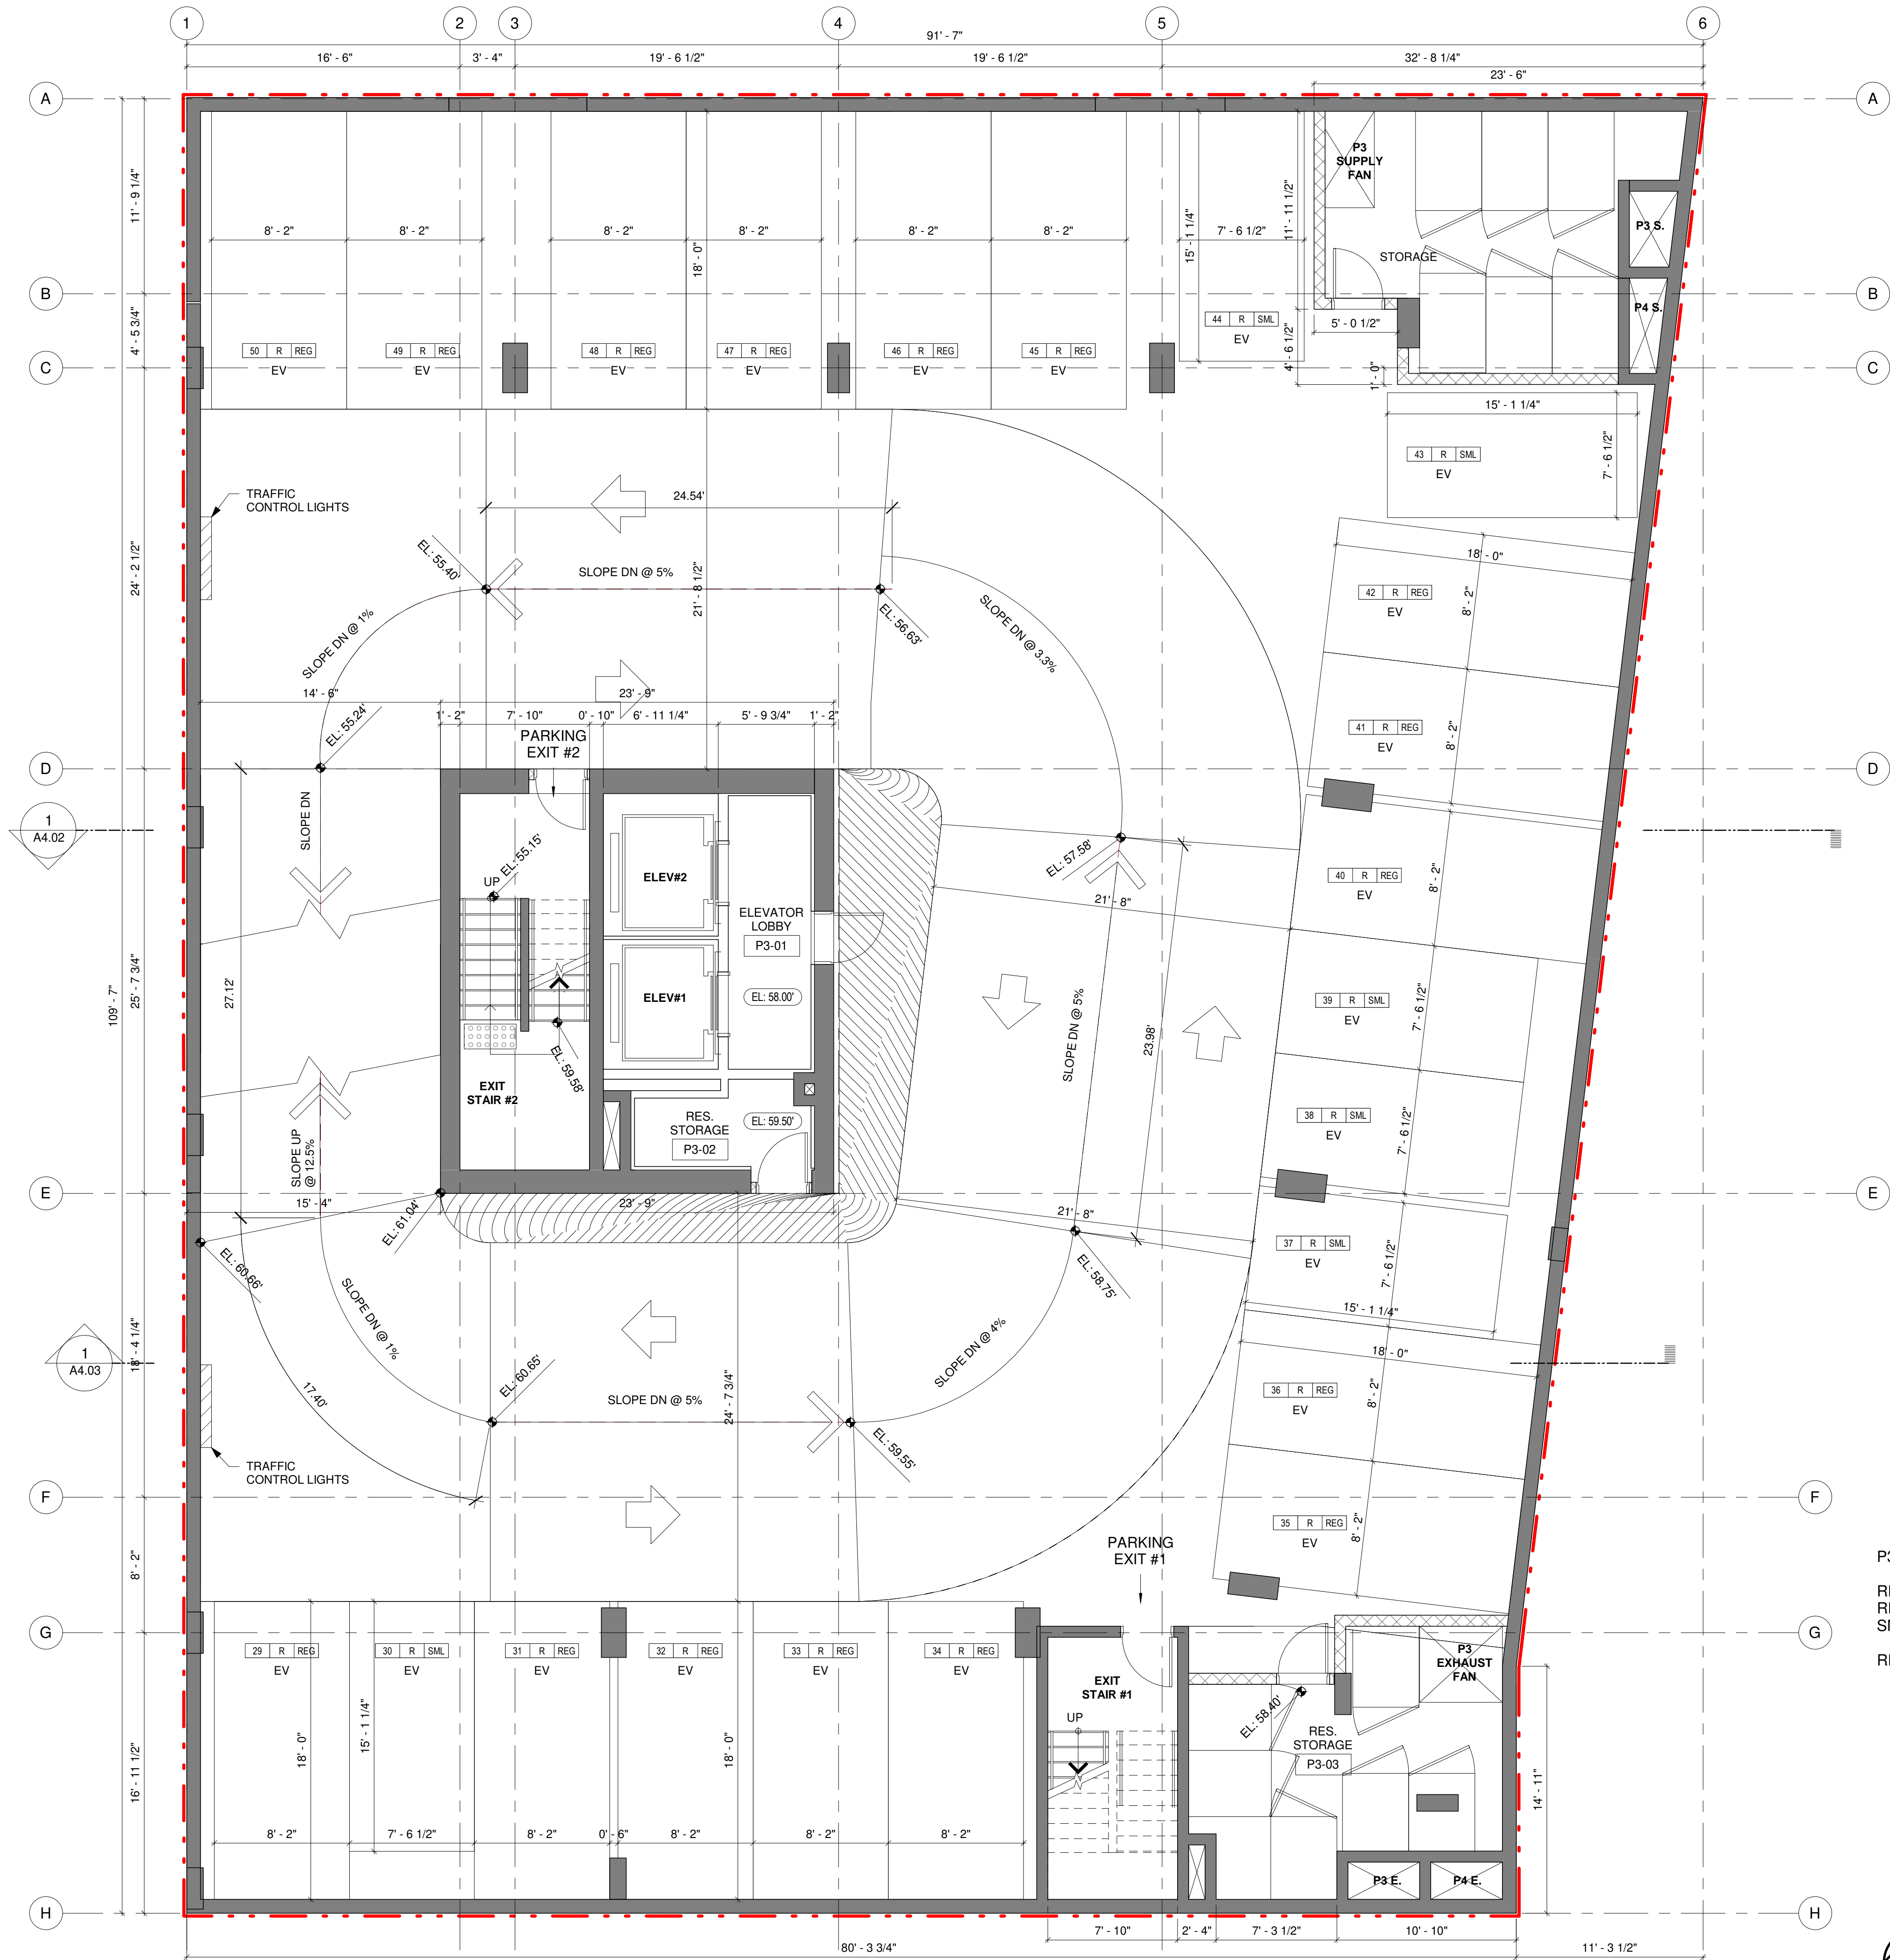 1
2
3
4
5
6
91' - 7"
16' - 6"
3' - 4"
19' - 6 1/2"
19' - 6 1/2"
32' - 8 1/4"
23' - 6"
A
A
11' - 9 1/4"
P3
SUPPLY
FAN
8' - 2"
8' - 2"
8' - 2"
8' - 2"
8' - 2"
8' - 2"
18' - 0"
15' - 1 1/4"
7' - 6 1/2"
11' - 11 1/2"
P3 S.
STORAGE
B
B
P4 S.
4' - 5 3/4"
44 R SML
EV
5' - 0 1/2"
4' - 6 1/2"
50 R REG
EV
49 R REG
EV
48 R REG
EV
47 R REG
EV
46 R REG
EV
45 R REG
EV
C
C
1' - 0"
15' - 1 1/4"
7' - 6 1/2"
43 R SML
EV
TRAFFIC
CONTROL LIGHTS
24.54'
24' - 2 1/2"
EL: 55.40'
SLOPE DN @ 5%
21' - 8 1/2"
EL: 56.63'
SLOPE DN @ 3.3%
SLOPE DN @ 1%
18' - 0"
42 R REG
EV
8' - 2"
14' - 6"
23' - 9"
1' - 2"
7' - 10"
0' - 10"
6' - 11 1/4"
5' - 9 3/4"
1' - 2"
EL: 55.24'
PARKING
EXIT #2
41 R REG
EV
8' - 2"
D
D
SLOPE DN
1
A4.02
EL: 55.15'
UP
ELEV#2
ELEVATOR
LOBBY
P3-01
EL: 57.58'
21' - 8"
40 R REG
EV
8' - 2"
109' - 7"
25' - 7 3/4"
27.12'
ELEV#1
EL: 58.00'
39 R SML
EV
7' - 6 1/2"
SLOPE DN @ 5%
23.98'
EL: 59.58'
EXIT
STAIR #2
RES.
STORAGE
P3-02
EL: 59.50'
38 R SML
EV
7' - 6 1/2"
SLOPE UP
@ 12.5%
E
E
15' - 4"
23' - 9"
EL: 61.04'
EL: 60.66'
21' - 8"
EL: 58.75'
37 R SML
EV
7' - 6 1/2"
15' - 1 1/4"
SLOPE DN @ 1%
18' - 4 1/4"
1
A4.03
SLOPE DN @ 4%
18' - 0"
36 R REG
EV
8' - 2"
17.40'
EL: 60.65'
SLOPE DN @ 5%
24' - 7 3/4"
EL: 59.55'
TRAFFIC
CONTROL LIGHTS
F
F
35 R REG
EV
8' - 2"
8' - 2"
PARKING
EXIT #1
G
G
29 R REG
EV
30 R SML
EV
31 R REG
EV
32 R REG
EV
33 R REG
EV
34 R REG
EV
P3
EXHAUST
FAN
EXIT
STAIR #1
UP
EL: 58.40'
RES.
STORAGE
P3-03
16' - 11 1/2"
18' - 0"
15' - 1 1/4"
18' - 0"
14' - 11"
8' - 2"
7' - 6 1/2"
8' - 2"
0' - 6"
8' - 2"
8' - 2"
8' - 2"
P3 E.
P4 E.
H
H
7' - 10"
2' - 4"
7' - 3 1/2"
10' - 10"
80' - 3 3/4"
11' - 3 1/2"